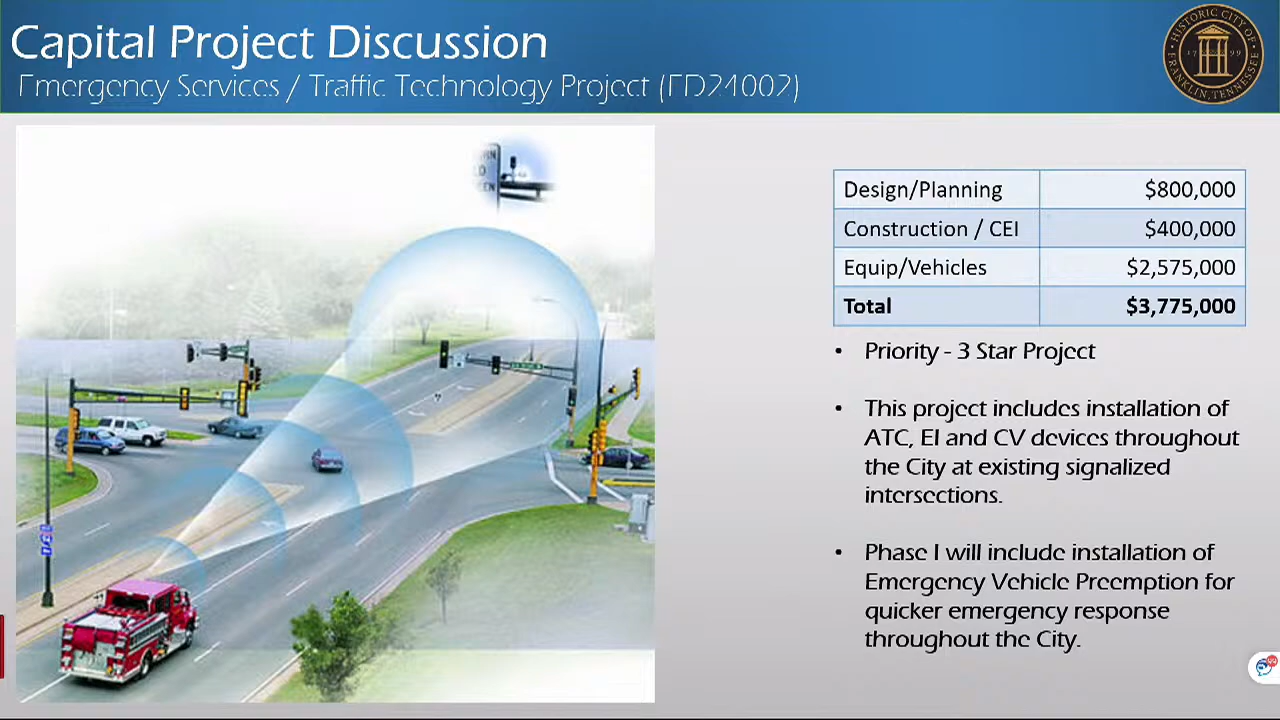 Capital Project Discussion
Emergency Services / Traffic Technology Project (FD24002)
HISTORIC CITY OF
FRANKLIN, TENNESSEE
17 99
Design/Planning $800,000
Construction / CEI $400,000
Equip/Vehicles $2,575,000
Total $3,775,000
• Priority - 3 Star Project
• This project includes installation of
ATC, EI and CV devices throughout
the City at existing signalized
intersections.
• Phase I will include installation of
Emergency Vehicle Preemption for
quicker emergency response
throughout the City.